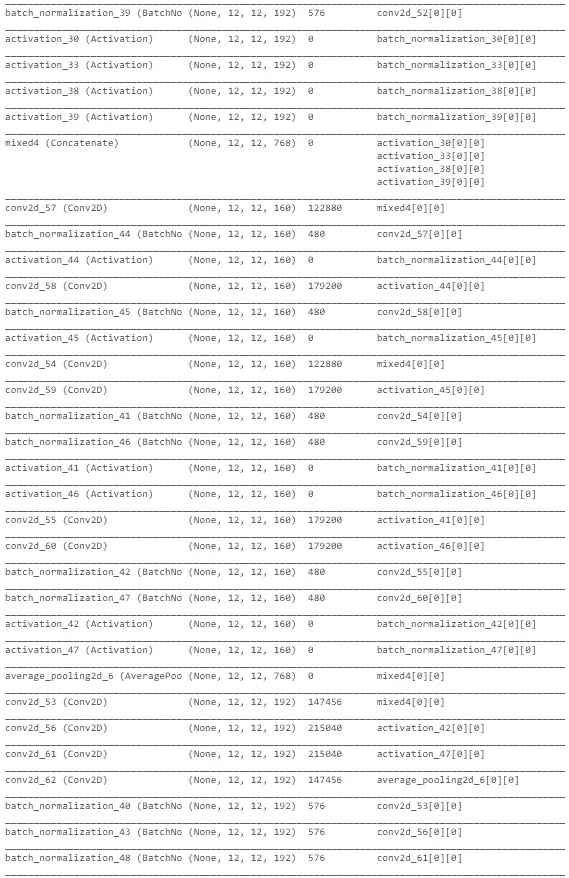 batch_normalization_39 (BatchNo (None, 12, 12, 192) 576 conv2d_52[0][0]
activation_30 (Activation) (None, 12, 12, 192) 0 batch_normalization_30[0][0]
activation_33 (Activation) (None, 12, 12, 192) 0 batch_normalization_33[0][0]
activation_38 (Activation) (None, 12, 12, 192) 0 batch_normalization_38[0][0]
activation_39 (Activation) (None, 12, 12, 192) 0 batch_normalization_39[0][0]
mixed4 (Concatenate) (None, 12, 12, 768) 0 activation_30[0][0]
activation_33[0][0]
activation_38[0][0]
activation_39[0][0]
conv2d_57 (Conv2D) (None, 12, 12, 160) 122880 mixed4[0][0]
batch_normalization_44 (BatchNo (None, 12, 12, 160) 480 conv2d_57[0][0]
activation_44 (Activation) (None, 12, 12, 160) 0 batch_normalization_44[0][0]
conv2d_58 (Conv2D) (None, 12, 12, 160) 179200 activation_44[0][0]
batch_normalization_45 (BatchNo (None, 12, 12, 160) 480 conv2d_58[0][0]
activation_45 (Activation) (None, 12, 12, 160) 0 batch_normalization_45[0][0]
conv2d_54 (Conv2D) (None, 12, 12, 160) 122880 mixed4[0][0]
conv2d_59 (Conv2D) (None, 12, 12, 160) 179200 activation_45[0][0]
batch_normalization_41 (BatchNo (None, 12, 12, 160) 480 conv2d_54[0][0]
batch_normalization_46 (BatchNo (None, 12, 12, 160) 480 conv2d_59[0][0]
activation_41 (Activation) (None, 12, 12, 160) 0 batch_normalization_41[0][0]
activation_46 (Activation) (None, 12, 12, 160) 0 batch_normalization_46[0][0]
conv2d_55 (Conv2D) (None, 12, 12, 160) 179200 activation_41[0][0]
conv2d_60 (Conv2D) (None, 12, 12, 160) 179200 activation_46[0][0]
batch_normalization_42 (BatchNo (None, 12, 12, 160) 480 conv2d_55[0][0]
batch_normalization_47 (BatchNo (None, 12, 12, 160) 480 conv2d_60[0][0]
activation_42 (Activation) (None, 12, 12, 160) 0 batch_normalization_42[0][0]
activation_47 (Activation) (None, 12, 12, 160) 0 batch_normalization_47[0][0]
average_pooling2d_6 (AveragePoo (None, 12, 12, 768) 0 mixed4[0][0]
conv2d_53 (Conv2D) (None, 12, 12, 192) 147456 mixed4[0][0]
conv2d_56 (Conv2D) (None, 12, 12, 192) 215040 activation_42[0][0]
conv2d_61 (Conv2D) (None, 12, 12, 192) 215040 activation_47[0][0]
conv2d_62 (Conv2D) (None, 12, 12, 192) 147456 average_pooling2d_6[0][0]
batch_normalization_40 (BatchNo (None, 12, 12, 192) 576 conv2d_53[0][0]
batch_normalization_43 (BatchNo (None, 12, 12, 192) 576 conv2d_56[0][0]
batch_normalization_48 (BatchNo (None, 12, 12, 192) 576 conv2d_61[0][0]